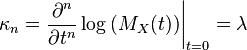 κ_n = ∂^n/∂t^n log (M_X(t)) |_{t=0} = λ